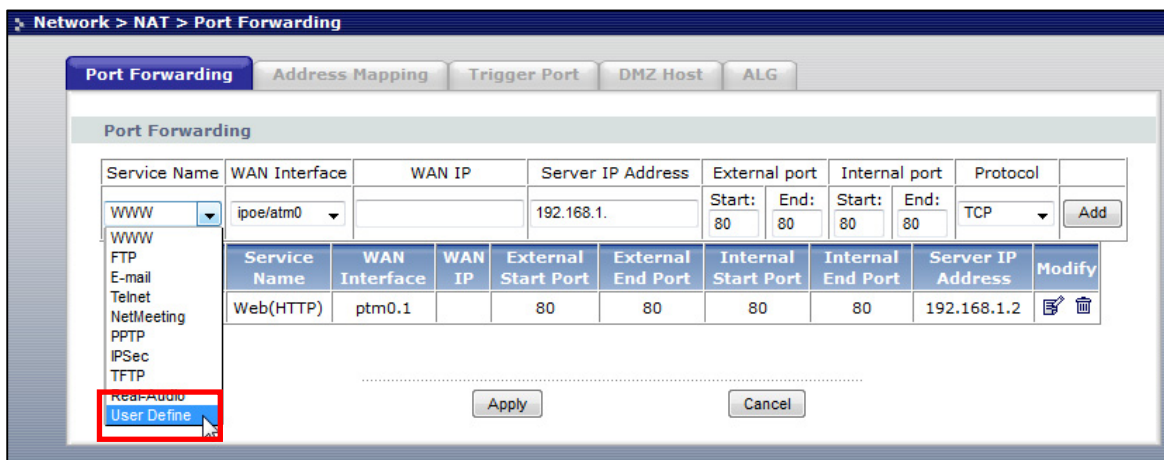 Network > NAT > Port Forwarding
Port Forwarding Address Mapping Trigger Port DMZ Host ALG
Port Forwarding
Service Name WAN Interface WAN IP Server IP Address External port Internal port Protocol
Start: End: Start: End:
WWW ipoe/atm0 192.168.1. 80 80 80 80 TCP Add
WWW
FTP
E-mail
Telnet
NetMeeting
PPTP
IPSec
TFTP
Real-Audio
User Define
Service Name WAN Interface WAN IP External Start Port External End Port Internal Start Port Internal End Port Server IP Address Modify
Web(HTTP) ptm0.1 80 80 80 80 192.168.1.2
Apply Cancel